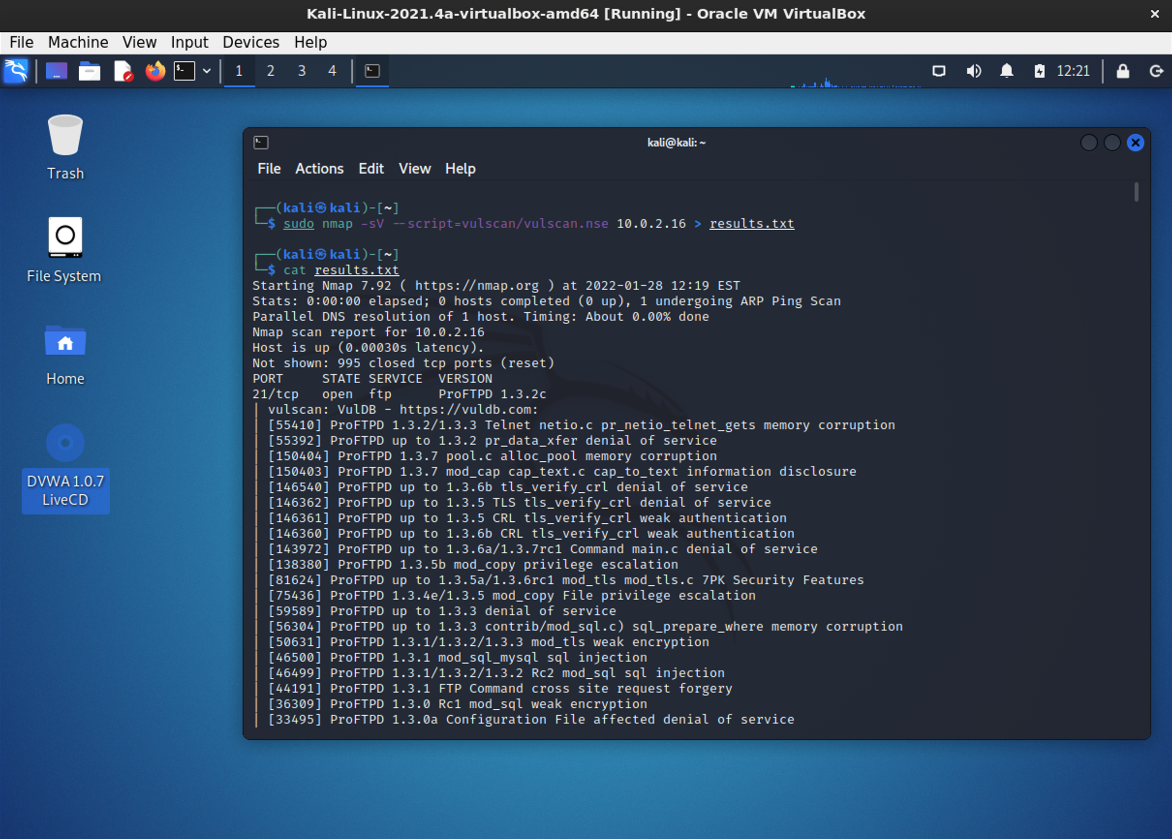 Kali-Linux-2021.4a-virtualbox-amd64 [Running] - Oracle VM VirtualBox
File Machine View Input Devices Help
1 2 3 4
12:21
Trash
File System
Home
DVWA 1.0.7
LiveCD
kali@kali: ~
File Actions Edit View Help
┌──(kali㉿kali)-[~]
└─$ sudo nmap -sV --script=vulscan/vulscan.nse 10.0.2.16 > results.txt
┌──(kali㉿kali)-[~]
└─$ cat results.txt
Starting Nmap 7.92 ( https://nmap.org ) at 2022-01-28 12:19 EST
Stats: 0:00:00 elapsed; 0 hosts completed (0 up), 1 undergoing ARP Ping Scan
Parallel DNS resolution of 1 host. Timing: About 0.00% done
Nmap scan report for 10.0.2.16
Host is up (0.00030s latency).
Not shown: 995 closed tcp ports (reset)
PORT STATE SERVICE VERSION
21/tcp open ftp ProFTPD 1.3.2c
| vulscan: VulDB - https://vuldb.com:
| [55410] ProFTPD 1.3.2/1.3.3 Telnet netio.c pr_netio_telnet_gets memory corruption
| [55392] ProFTPD up to 1.3.2 pr_data_xfer denial of service
| [150404] ProFTPD 1.3.7 pool.c alloc_pool memory corruption
| [150403] ProFTPD 1.3.7 mod_cap cap_text.c cap_to_text information disclosure
| [146540] ProFTPD up to 1.3.6b tls_verify_crl denial of service
| [146362] ProFTPD up to 1.3.5 TLS tls_verify_crl denial of service
| [146361] ProFTPD up to 1.3.5 CRL tls_verify_crl weak authentication
| [146360] ProFTPD up to 1.3.6b CRL tls_verify_crl weak authentication
| [143972] ProFTPD up to 1.3.6a/1.3.7rc1 Command main.c denial of service
| [138380] ProFTPD 1.3.5b mod_copy privilege escalation
| [81624] ProFTPD up to 1.3.5a/1.3.6rc1 mod_tls mod_tls.c 7PK Security Features
| [75436] ProFTPD 1.3.4e/1.3.5 mod_copy File privilege escalation
| [59589] ProFTPD up to 1.3.3 denial of service
| [56304] ProFTPD up to 1.3.3 contrib/mod_sql.c) sql_prepare_where memory corruption
| [50631] ProFTPD 1.3.1/1.3.2/1.3.3 mod_tls weak encryption
| [46500] ProFTPD 1.3.1 mod_sql_mysql sql injection
| [46499] ProFTPD 1.3.1/1.3.2/1.3.2 Rc2 mod_sql sql injection
| [44191] ProFTPD 1.3.1 FTP Command cross site request forgery
| [36309] ProFTPD 1.3.0 Rc1 mod_sql weak encryption
| [33495] ProFTPD 1.3.0a Configuration File affected denial of service